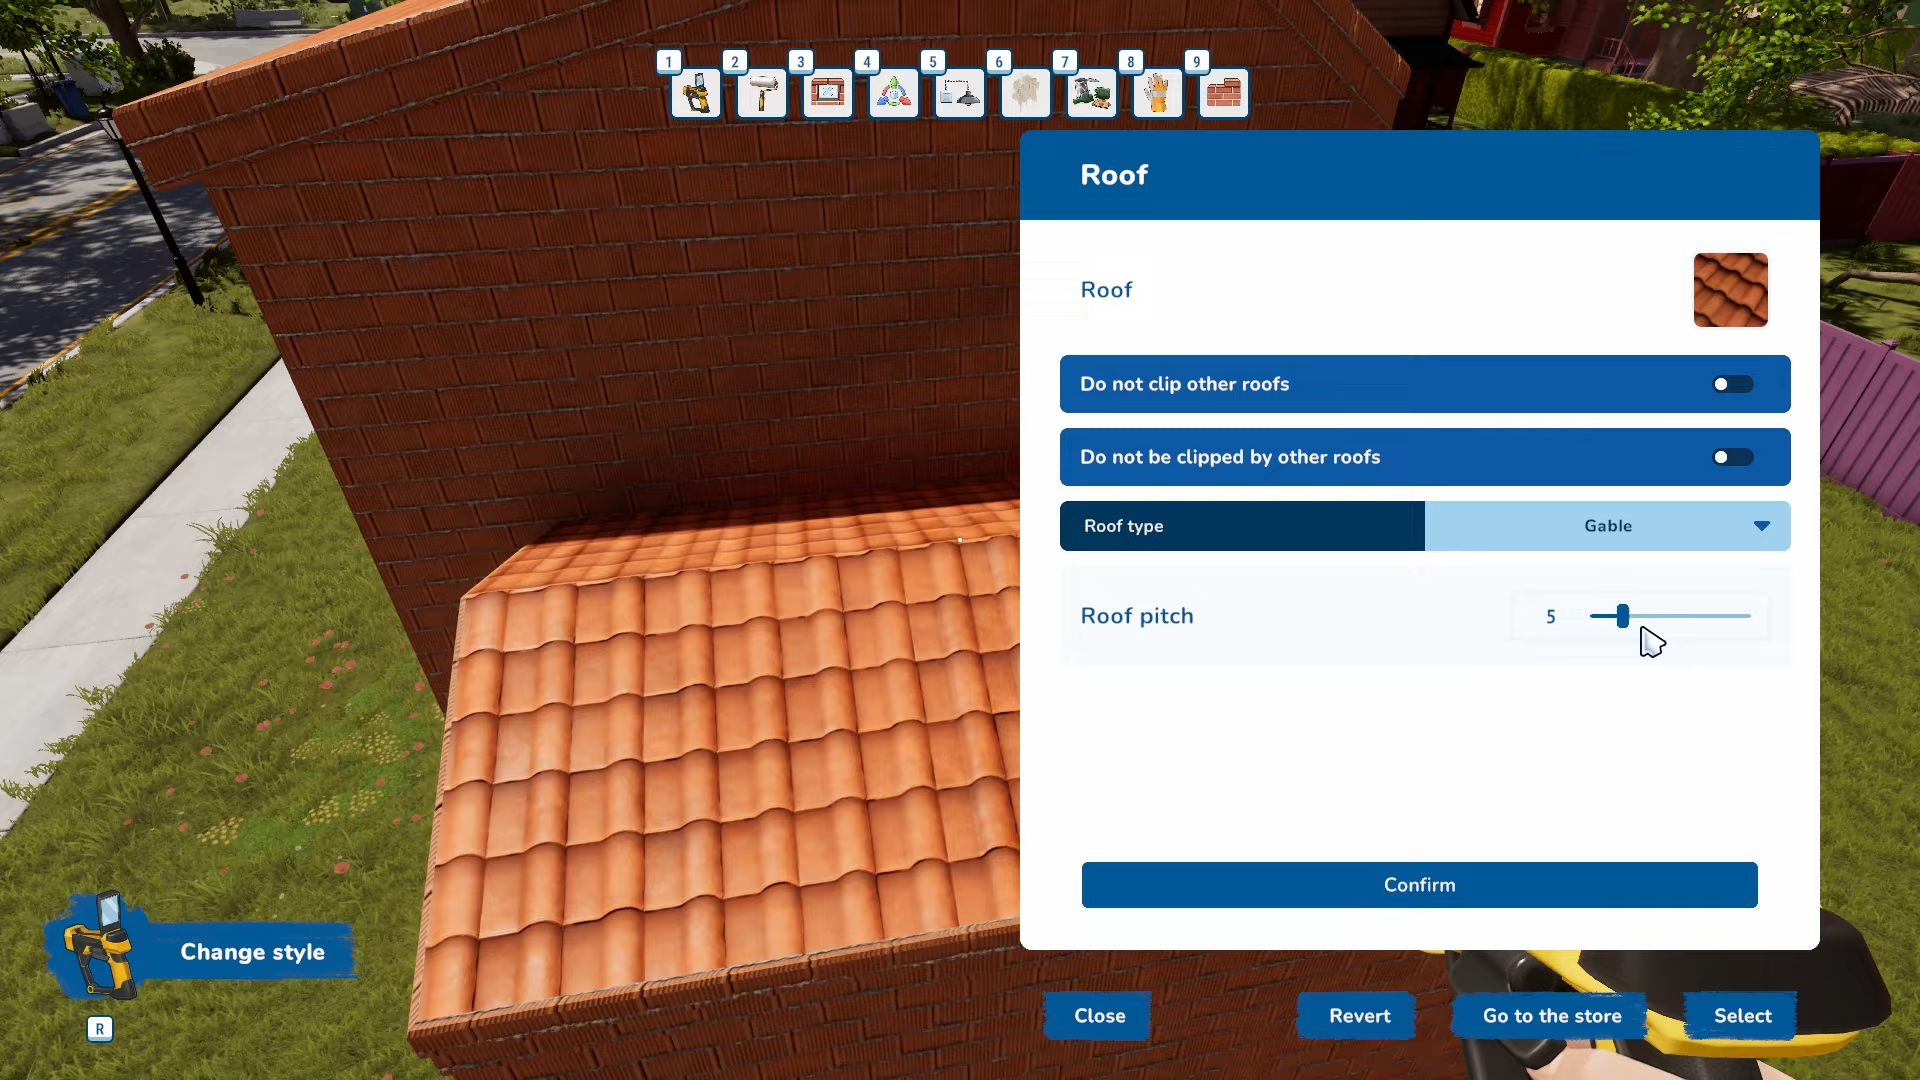 1 2 3 4 5 6 7 8 9
Roof
Roof
Do not clip other roofs
Do not be clipped by other roofs
Roof type Gable
Roof pitch 5
Confirm
Change style
R
Close Revert Go to the store Select